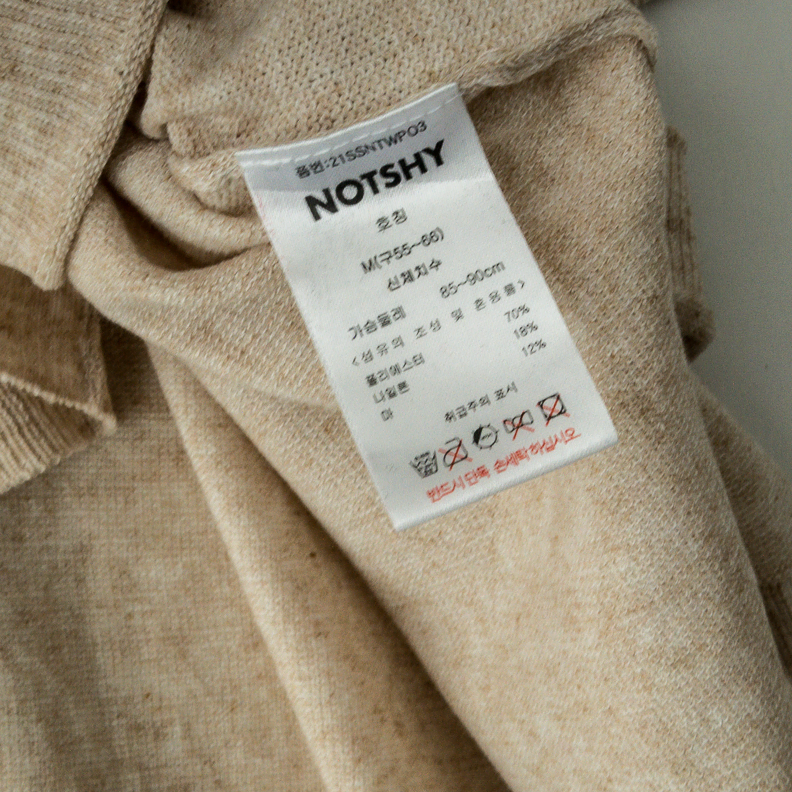 품번:21SSNTWP03
NOTSHY
호칭
M(구55~66)
신체치수
가슴둘레 85~90cm
<섬유의 조성 및 혼용률>
폴리에스터 70%
나일론 18%
마 12%
취급주의 표시
반드시 단독 손세탁 하십시오